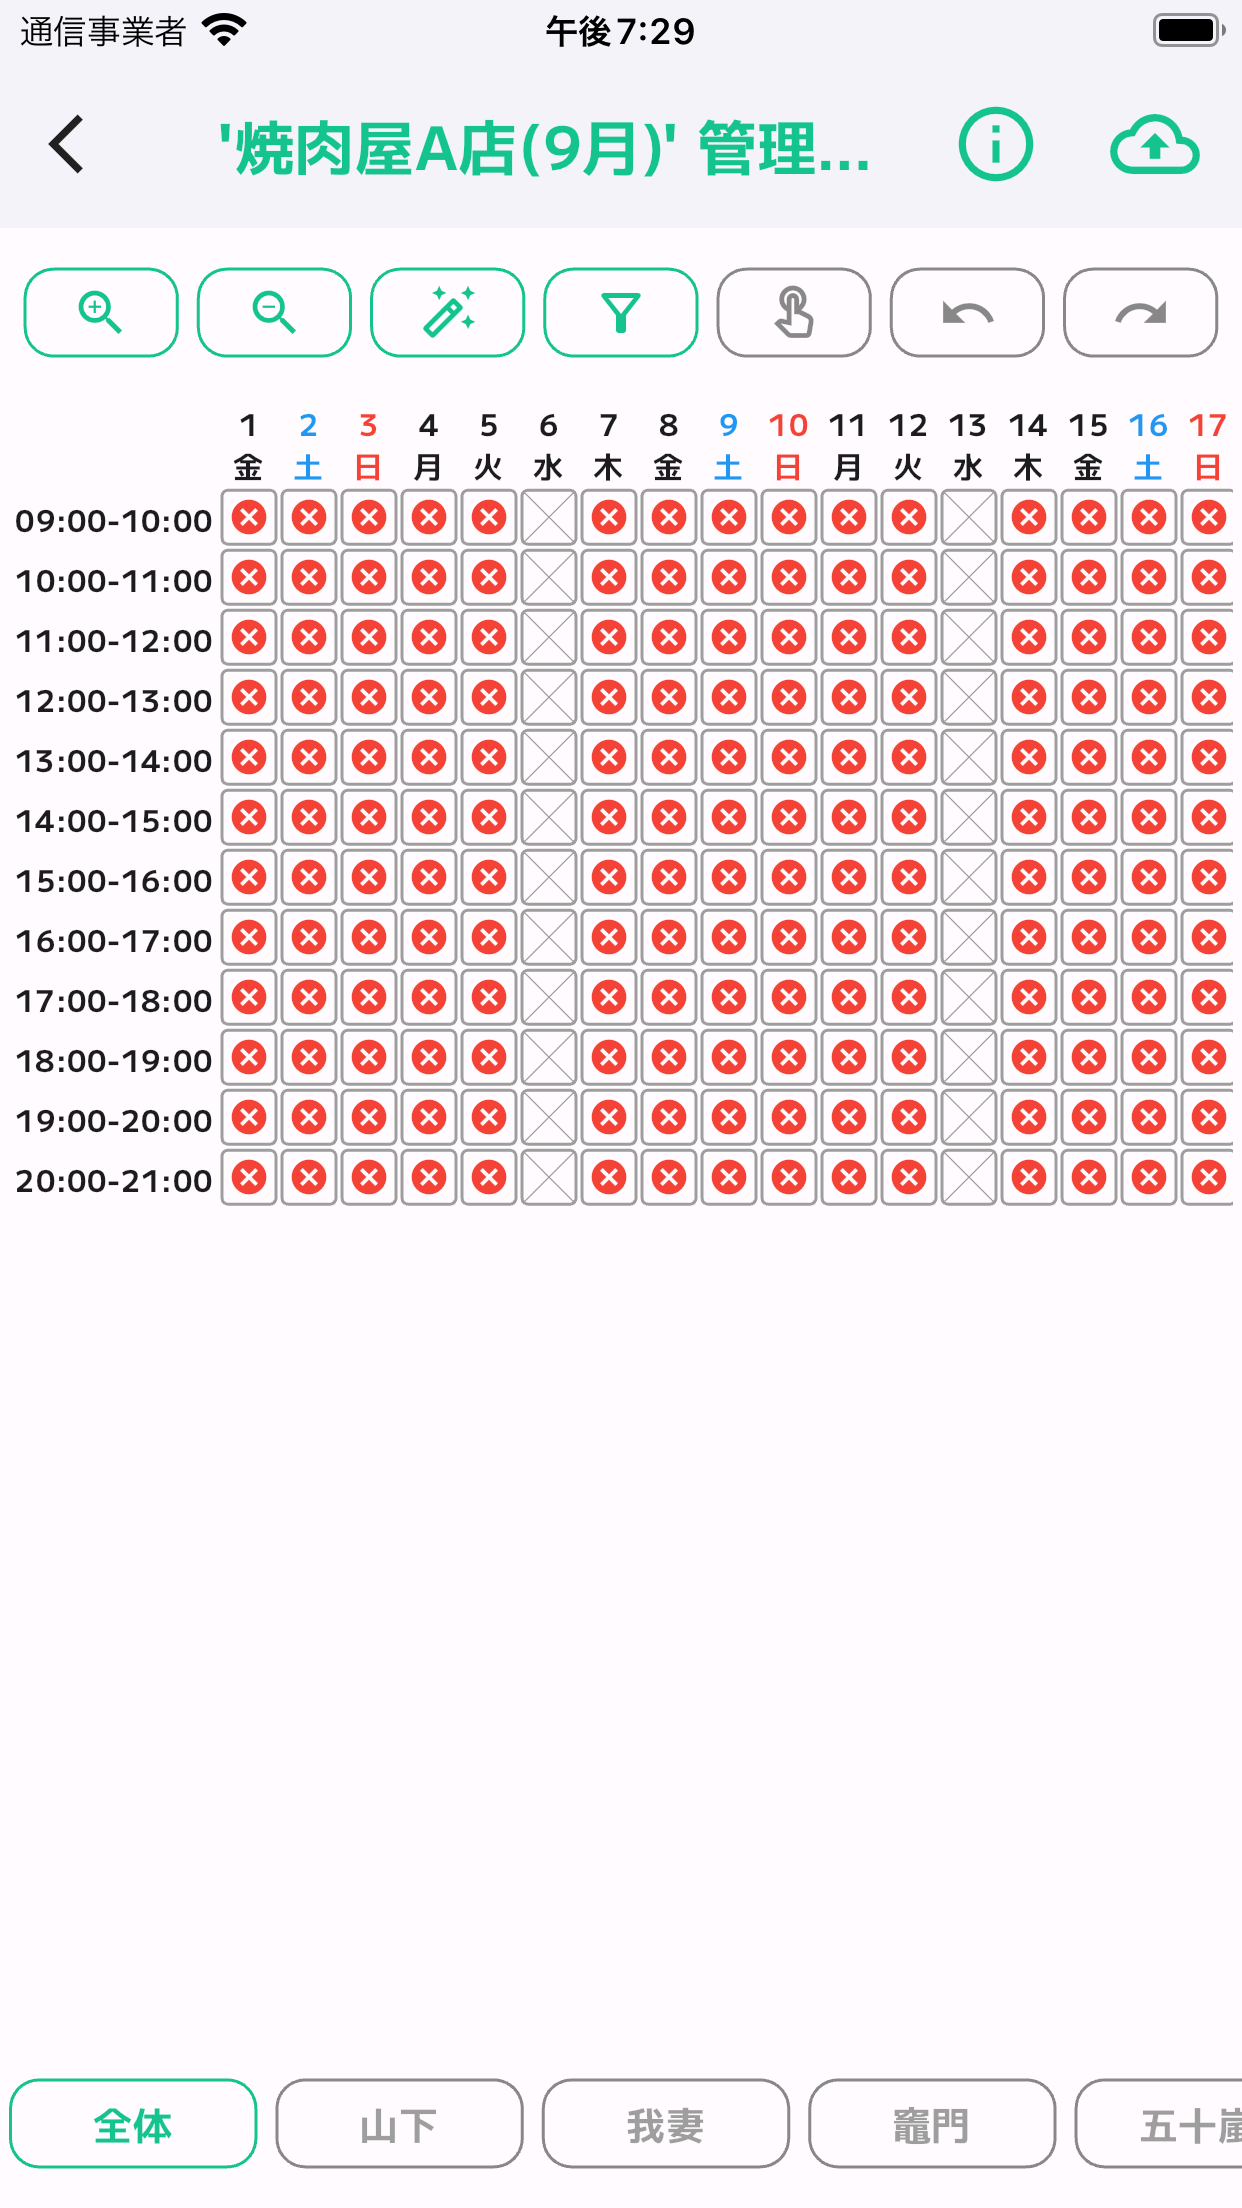 通信事業者 午後7:29
'焼肉屋A店(9月)' 管理...
1 2 3 4 5 6 7 8 9 10 11 12 13 14 15 16 17
金 土 日 月 火 水 木 金 土 日 月 火 水 木 金 土 日
09:00-10:00
10:00-11:00
11:00-12:00
12:00-13:00
13:00-14:00
14:00-15:00
15:00-16:00
16:00-17:00
17:00-18:00
18:00-19:00
19:00-20:00
20:00-21:00
全体 山下 我妻 竈門 五十嵐